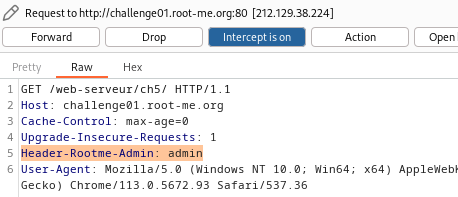 Request to http://challenge01.root-me.org:80 [212.129.38.224]
Forward Drop Intercept is on Action Open
Pretty Raw Hex
1 GET /web-serveur/ch5/ HTTP/1.1
2 Host: challenge01.root-me.org
3 Cache-Control: max-age=0
4 Upgrade-Insecure-Requests: 1
5 Header-Rootme-Admin: admin
6 User-Agent: Mozilla/5.0 (Windows NT 10.0; Win64; x64) AppleWebK
Gecko) Chrome/113.0.5672.93 Safari/537.36